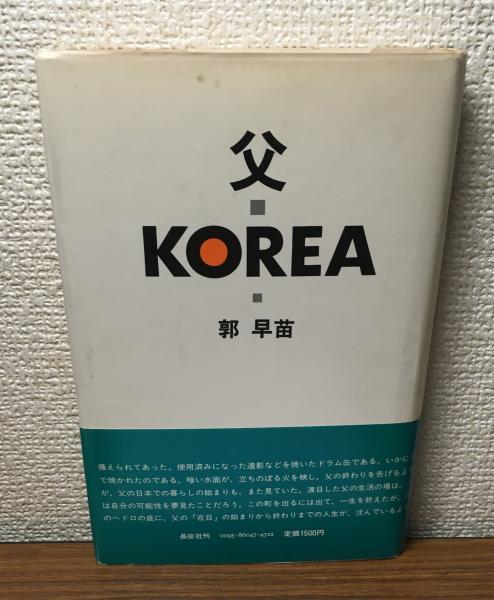 父
KOREA
郭 早苗
備えられてあった。使用済みになった遺影などを焼いたドラム缶である。いかに
で焼かれたのである。暗い水面が、立ちのぼる火を映し、父の終わりを告げるよ
が、父の日本での暮らしの始まりも、また見ていた。渡日した父の生活の場は、
は自分の可能性を夢見たことだろう。この町を出るには出て、一生を終えたが、
のヘドロの底に、父の「在日」の始まりから終わりまでの人生が、沈んでいるよ
長征社刊 0095-86047-4722 定価1500円